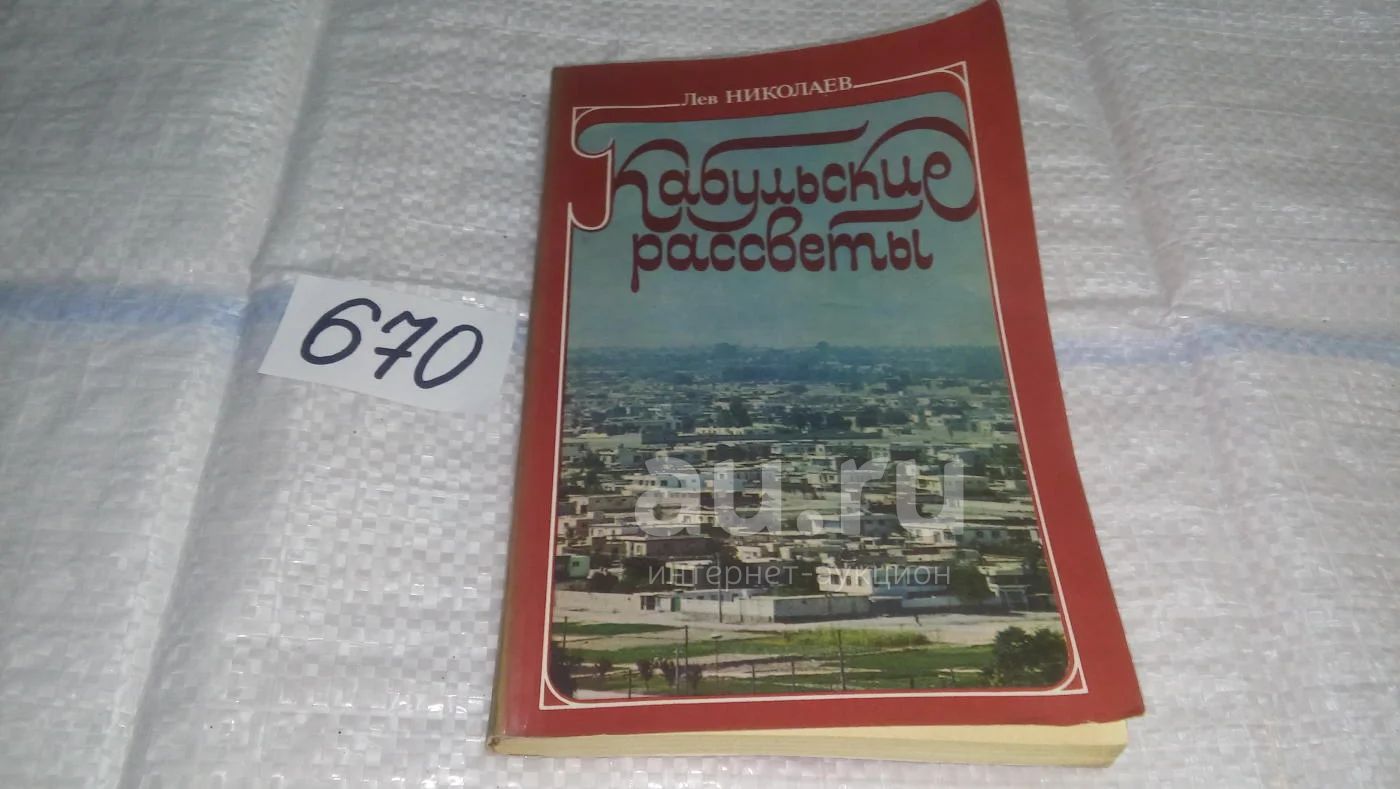 Лев НИКОЛАЕВ
Кабульские
рассветы
670
au.ru
интернет-аукцион